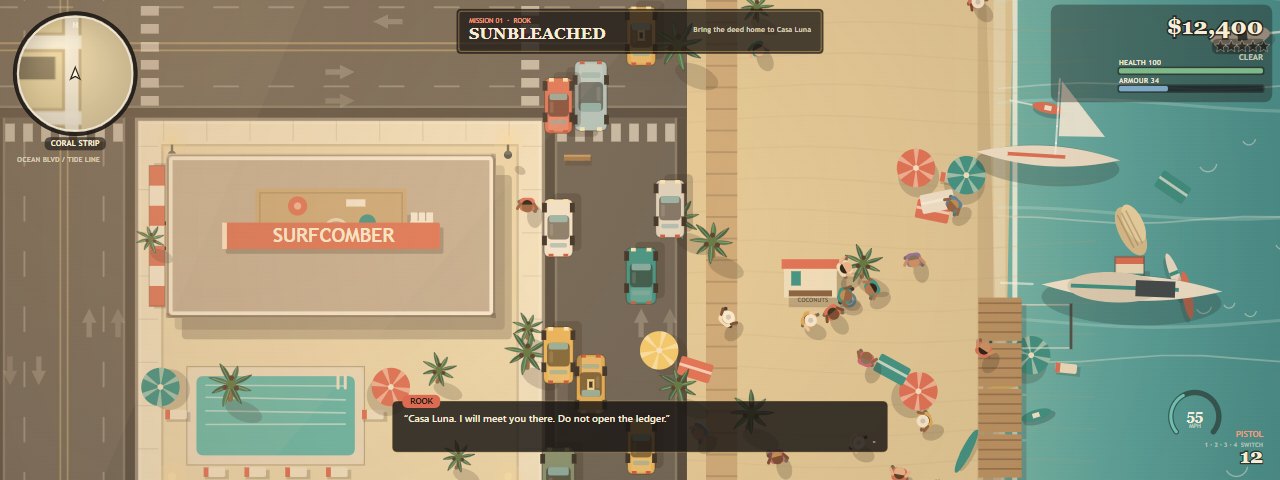 MISSION 01 · ROOK
SUNBLEACHED
Bring the deed home to Casa Luna
$12,400
CLEAR
HEALTH 100
ARMOUR 34
CORAL STRIP
OCEAN BLVD / TIDE LINE
SURFCOMBER
COCONUTS
ROOK
“Casa Luna. I will meet you there. Do not open the ledger.”
55
MPH
PISTOL
1 · 2 · 3 · 4 SWITCH
12